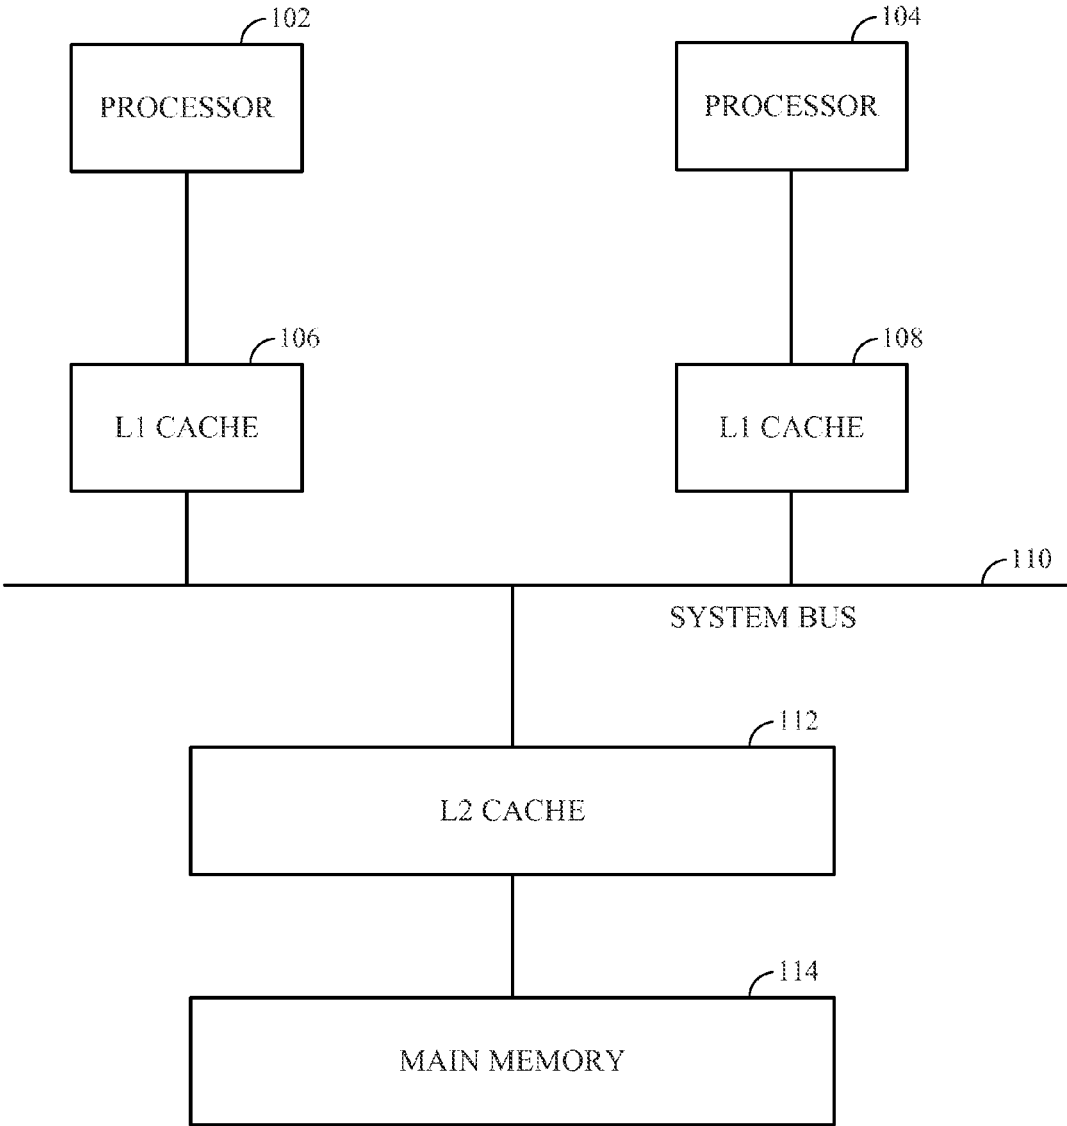 102
104
PROCESSOR
PROCESSOR
106
108
L1 CACHE
L1 CACHE
110
SYSTEM BUS
112
L2 CACHE
114
MAIN MEMORY